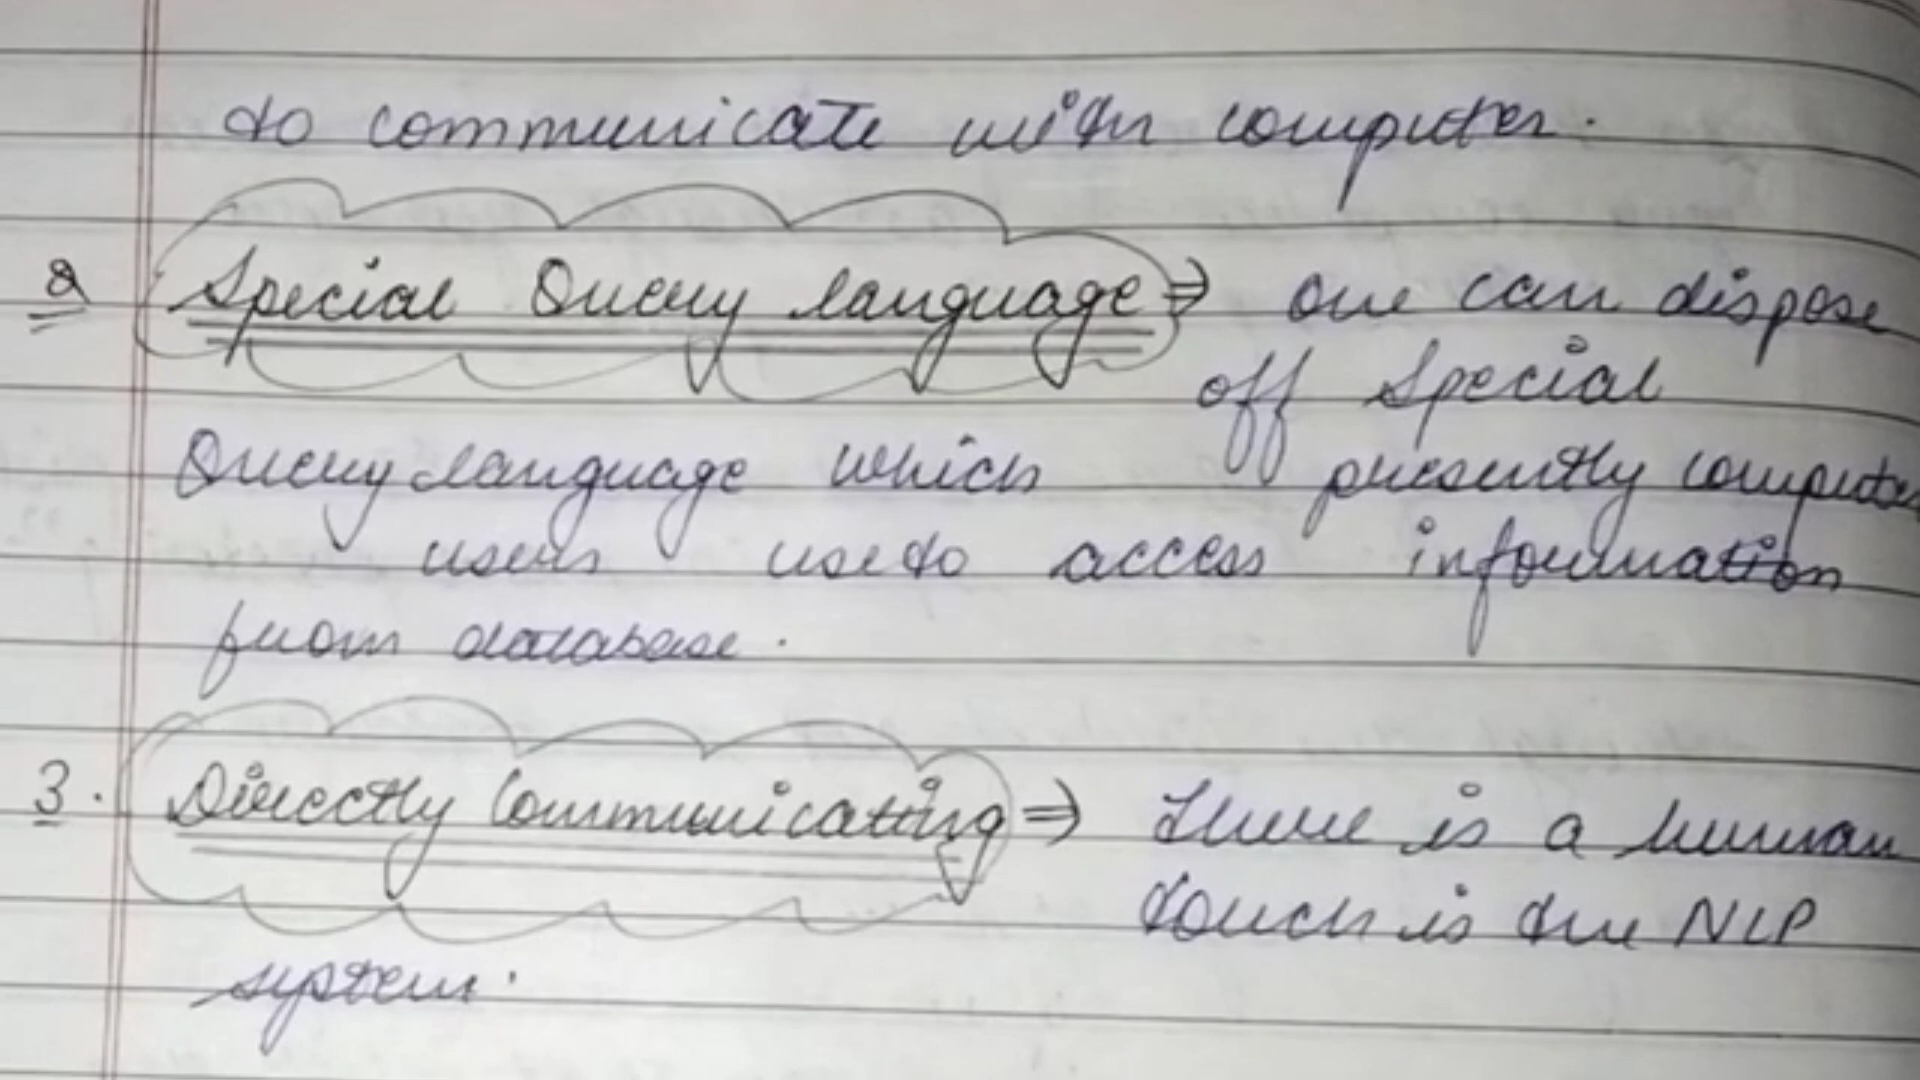 to communicate with computer.
2 Special Query language ⇒ one can dispose
off special
Query language which presently computer
users use to access information
from database.
3. Directly Communicating ⇒ There is a human
touch is the NLP
system.